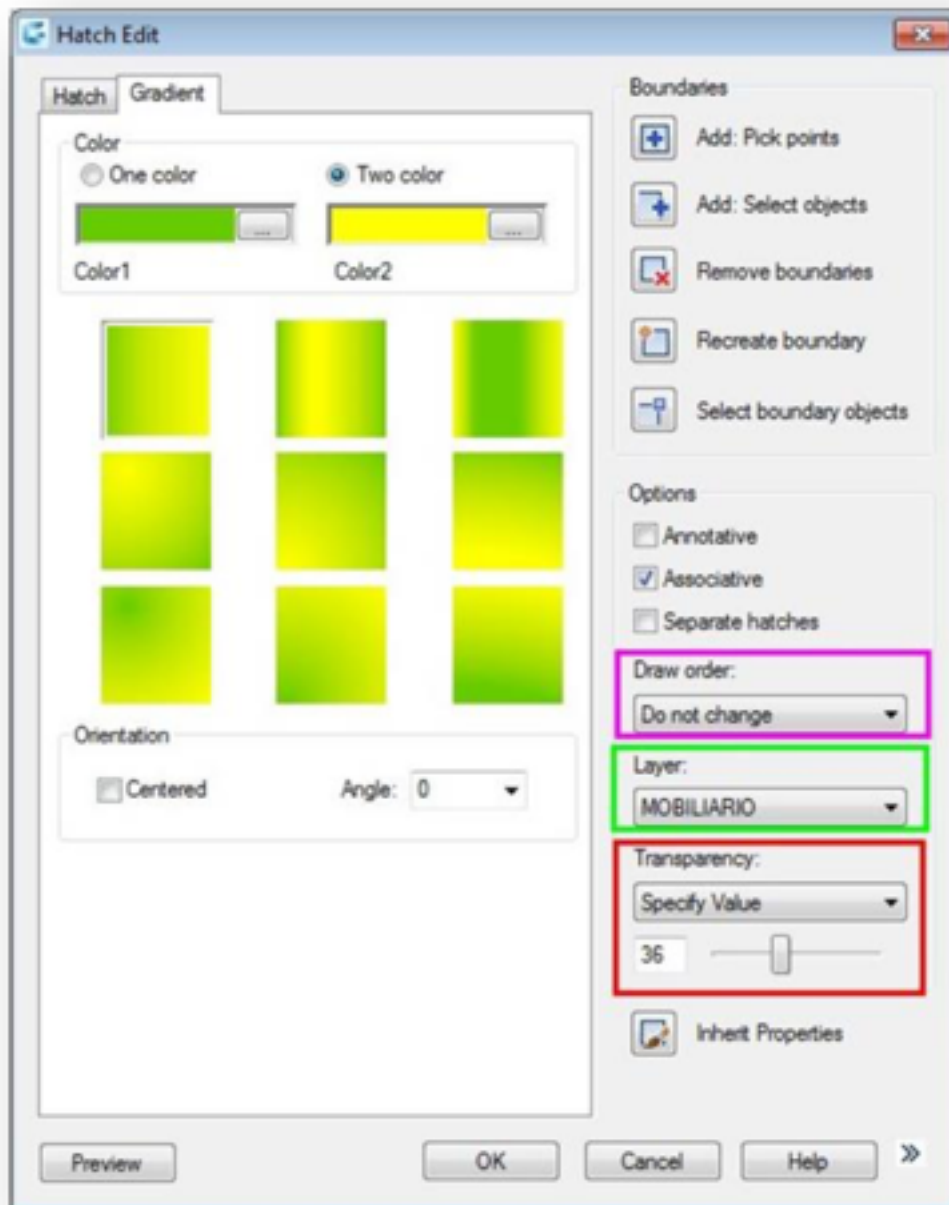 Hatch Edit
Hatch Gradient
Color
One color Two color
... ...
Color1 Color2
Orientation
Centered Angle: 0
Boundaries
Add: Pick points
Add: Select objects
Remove boundaries
Recreate boundary
Select boundary objects
Options
Annotative
Associative
Separate hatches
Draw order:
Do not change
Layer:
MOBILIARIO
Transparency:
Specify Value
36
Inherit Properties
Preview OK Cancel Help